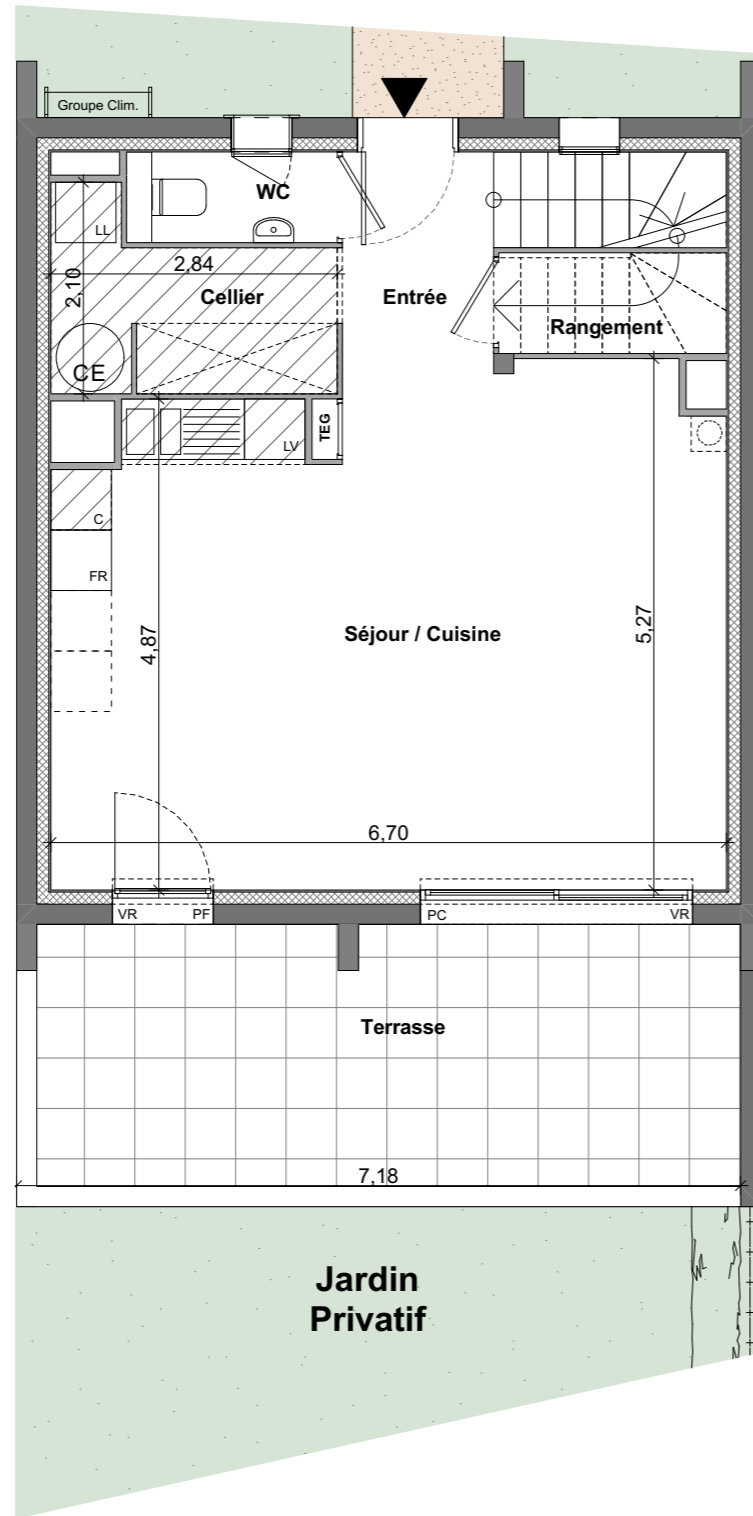 Groupe Clim.
WC
LL
2,84
2,10
Cellier
Entrée
Rangement
CE
TEG
LV
C
FR
4,87
Séjour / Cuisine
5,27
6,70
VR
PF
PC
VR
Terrasse
7,18
Jardin
Privatif